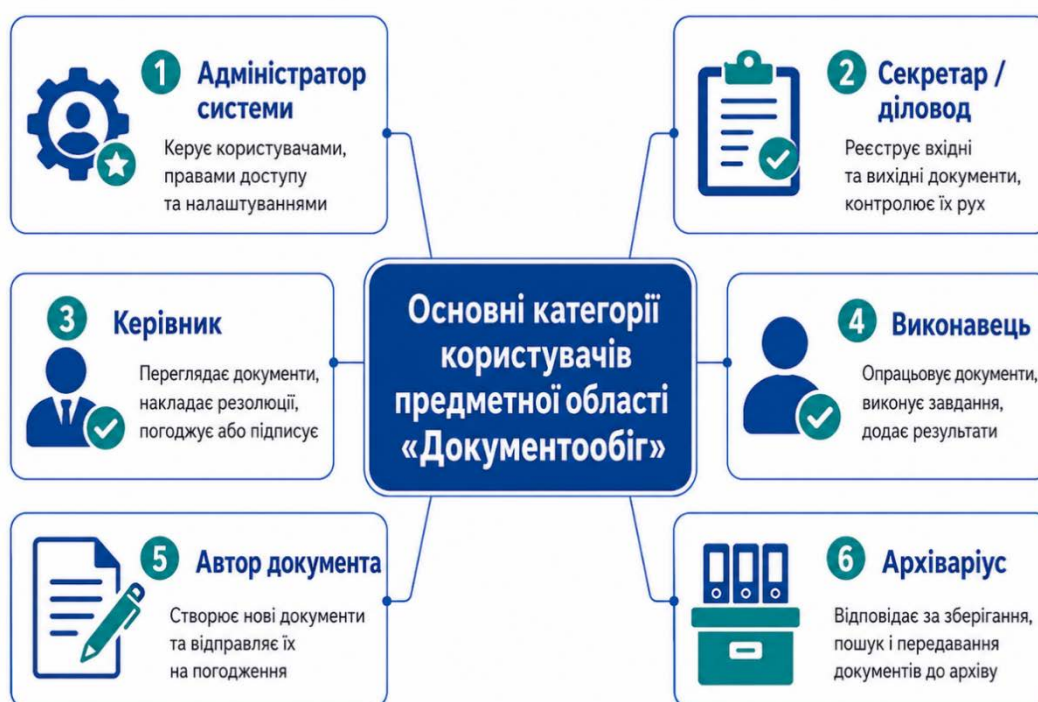 1 Адміністратор
системи
Керує користувачами,
правами доступу
та налаштуваннями
2 Секретар /
діловод
Реєструє вхідні
та вихідні документи,
контролює їх рух
Основні категорії
користувачів
предметної області
«Документообіг»
3 Керівник
Переглядає документи,
накладає резолюції,
погоджує або підписує
4 Виконавець
Опрацьовує документи,
виконує завдання,
додає результати
5 Автор документа
Створює нові документи
та відправляє їх
на погодження
6 Архіваріус
Відповідає за зберігання,
пошук і передавання
документів до архіву